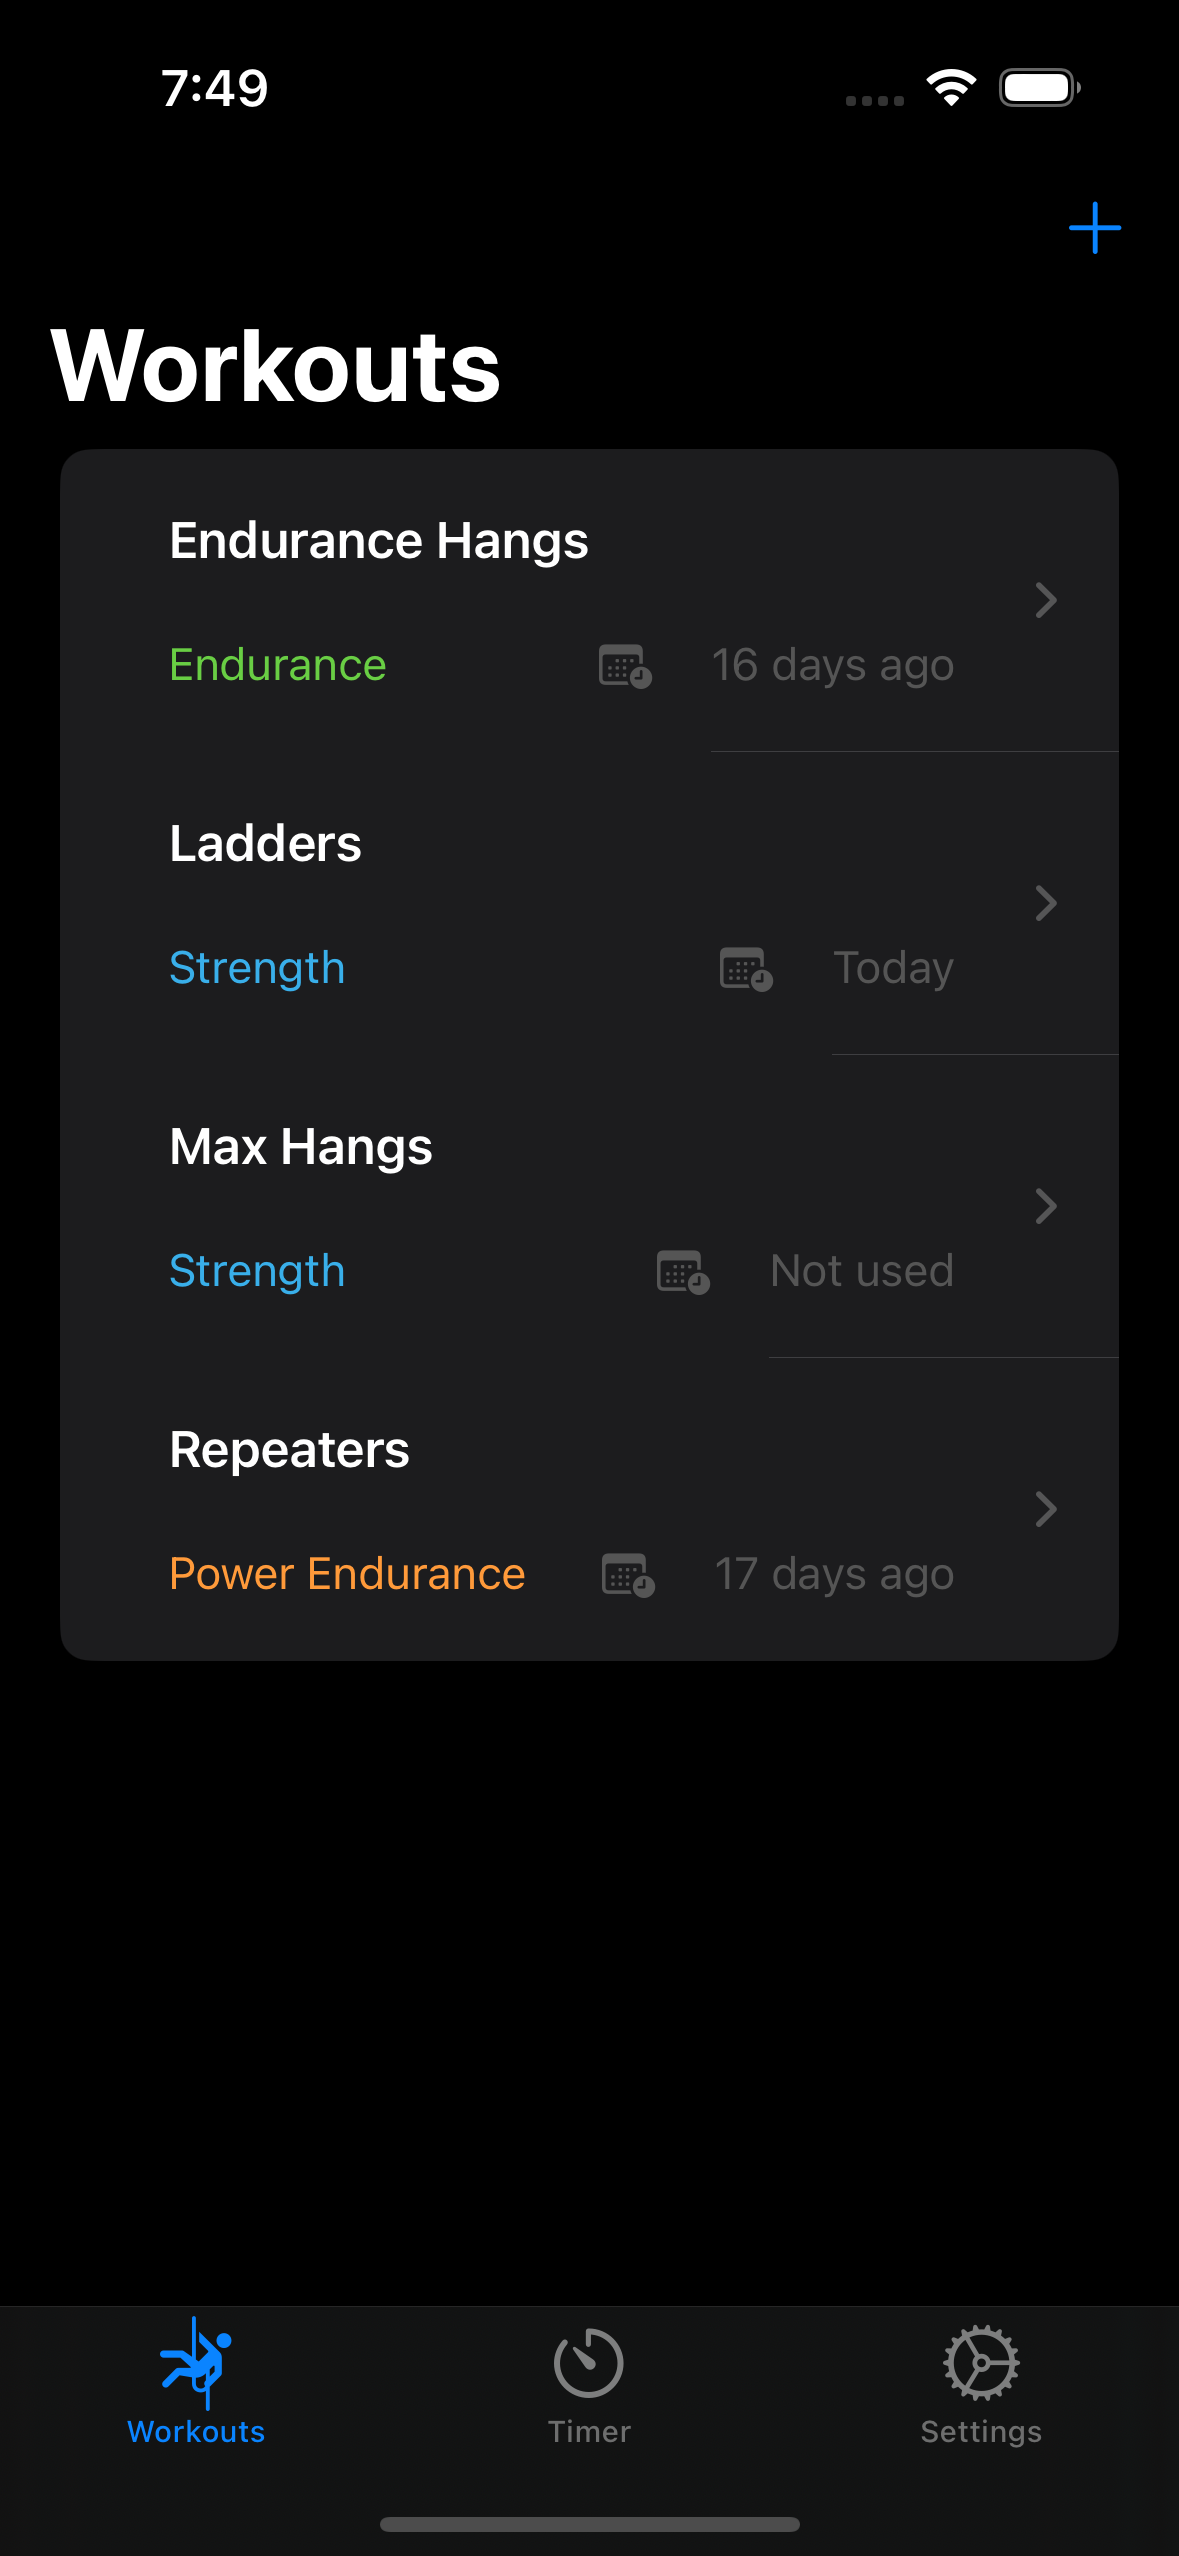 7:49
Workouts
Endurance Hangs
Endurance 16 days ago
Ladders
Strength Today
Max Hangs
Strength Not used
Repeaters
Power Endurance 17 days ago
Workouts Timer Settings